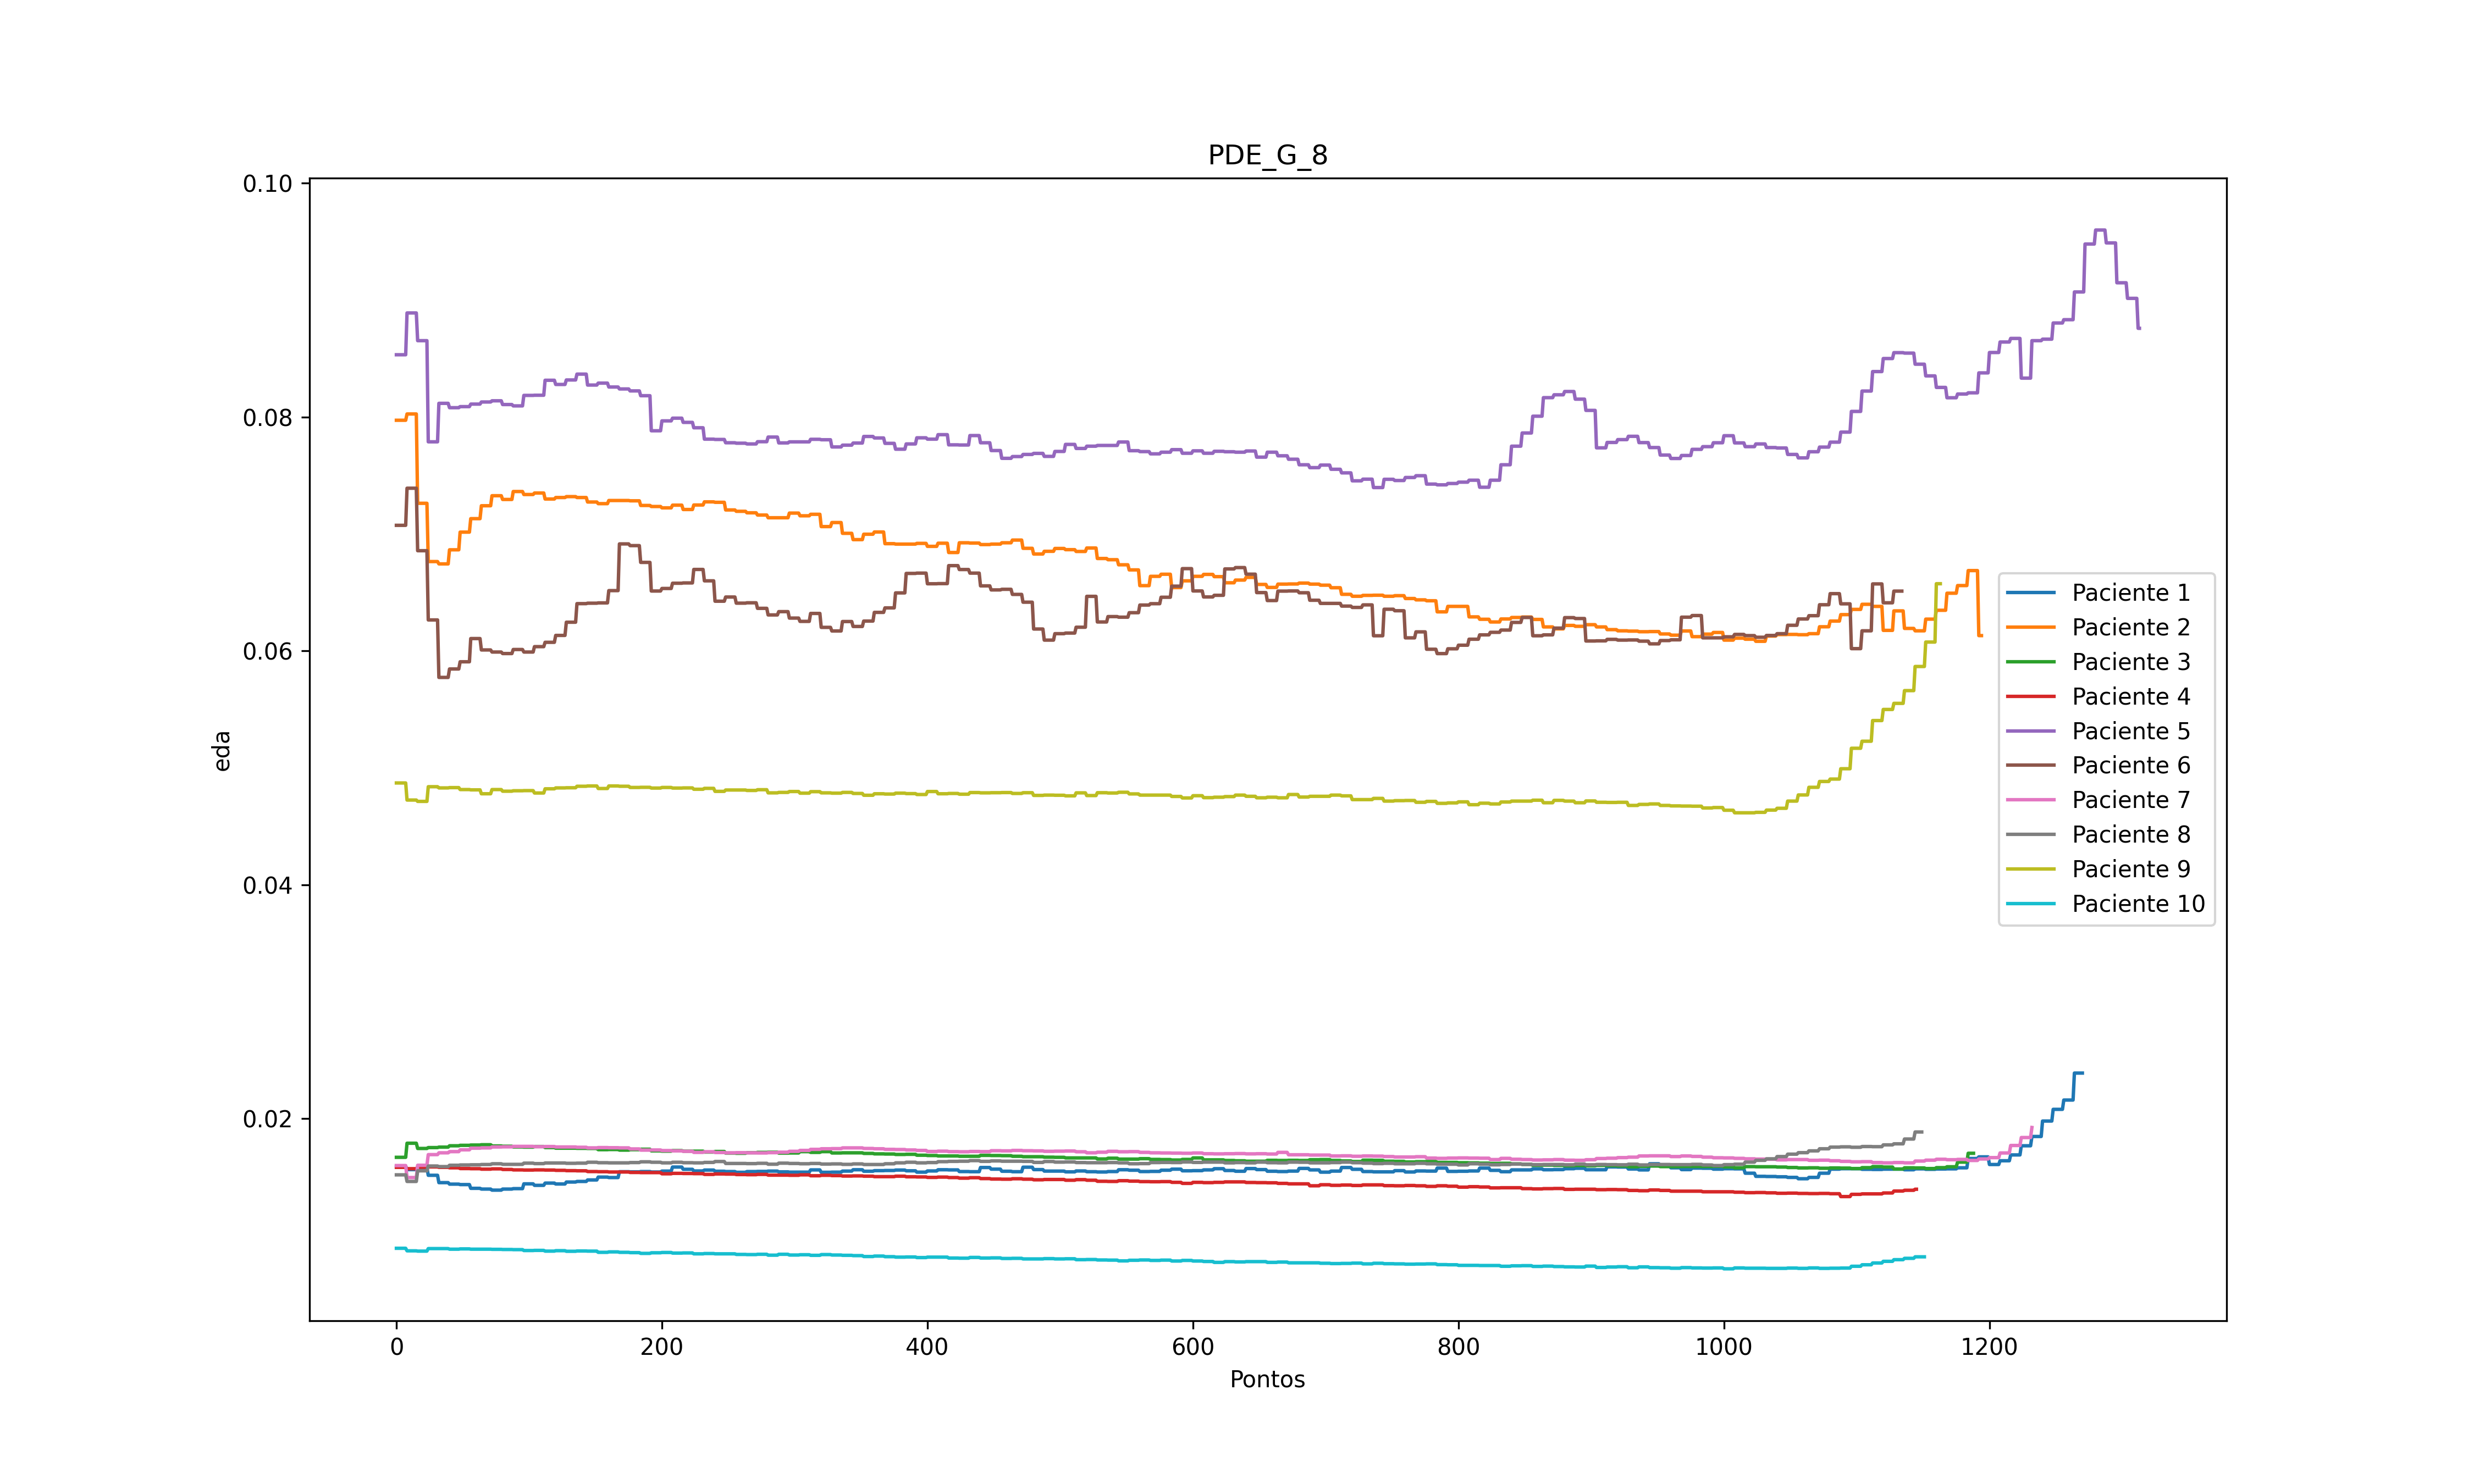 PDE_G_8
0.10
0.08
0.06
0.04
0.02
eda
Paciente 1
Paciente 2
Paciente 3
Paciente 4
Paciente 5
Paciente 6
Paciente 7
Paciente 8
Paciente 9
Paciente 10
0 200 400 600 800 1000 1200
Pontos